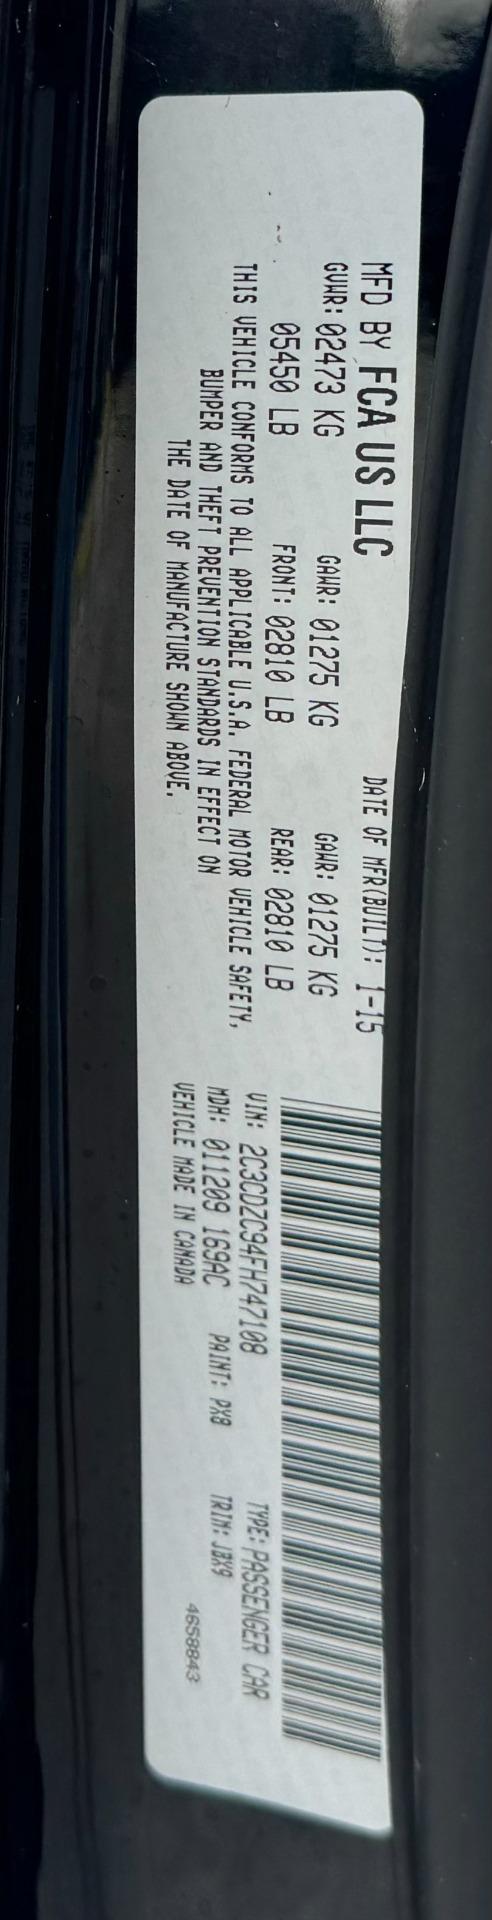 MFD BY FCA US LLC
DATE OF MFR(BUILT): 1-15
GVWR: 02473 KG GAWR: 01275 KG GAWR: 01275 KG
05450 LB FRONT: 02810 LB REAR: 02810 LB
THIS VEHICLE CONFORMS TO ALL APPLICABLE U.S.A. FEDERAL MOTOR VEHICLE SAFETY,
BUMPER AND THEFT PREVENTION STANDARDS IN EFFECT ON
THE DATE OF MANUFACTURE SHOWN ABOVE.
VIN: 2C3CDZC94FH747108 TYPE: PASSENGER CAR
MDH: 011209 169AC PAINT: PX8 TRIM: JBX9
VEHICLE MADE IN CANADA
4658843